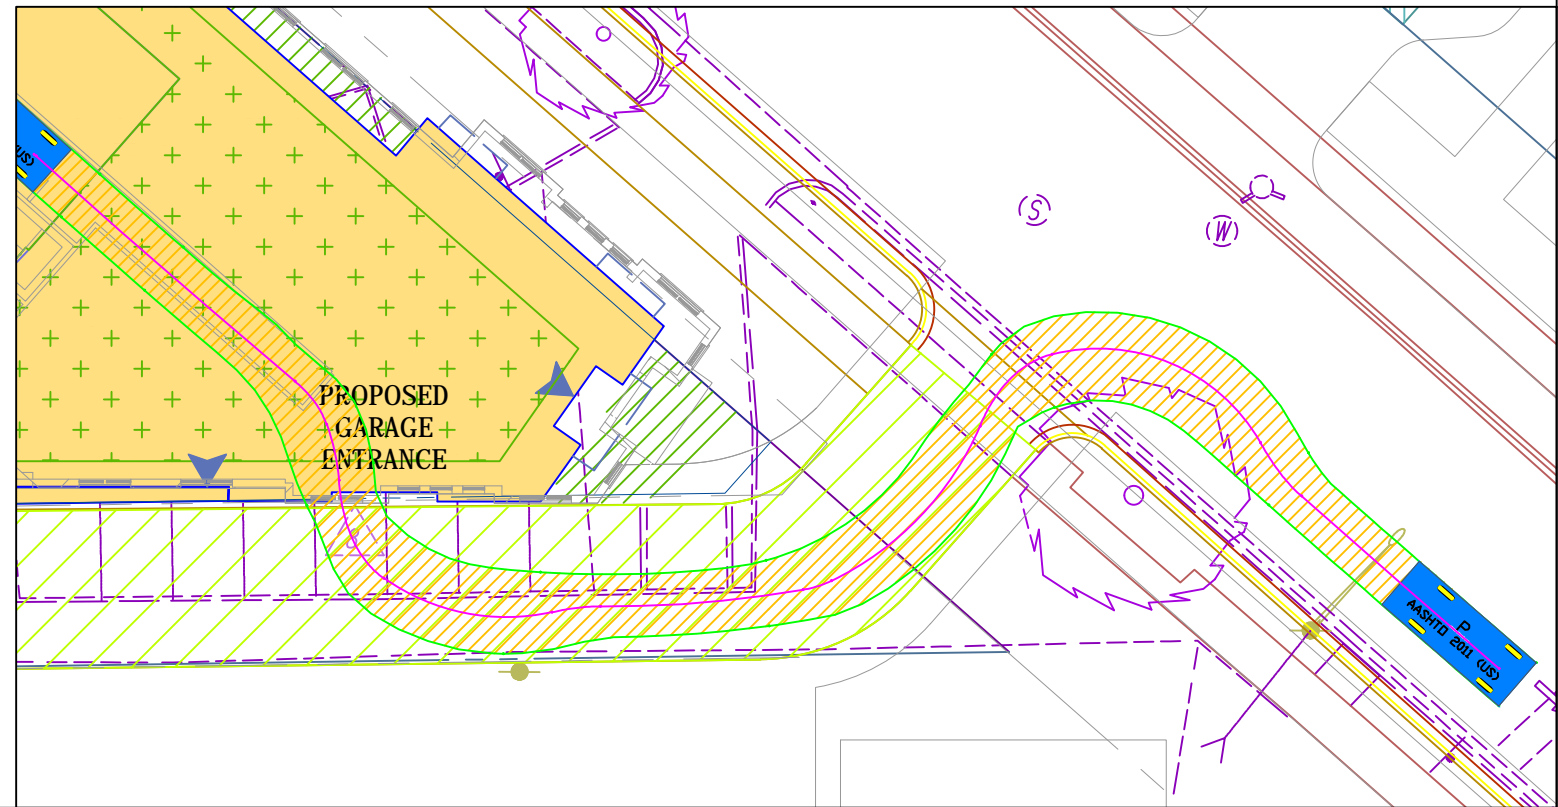 US)
S
W
PROPOSED
GARAGE
ENTRANCE
P
AASHTO 2011 (US)